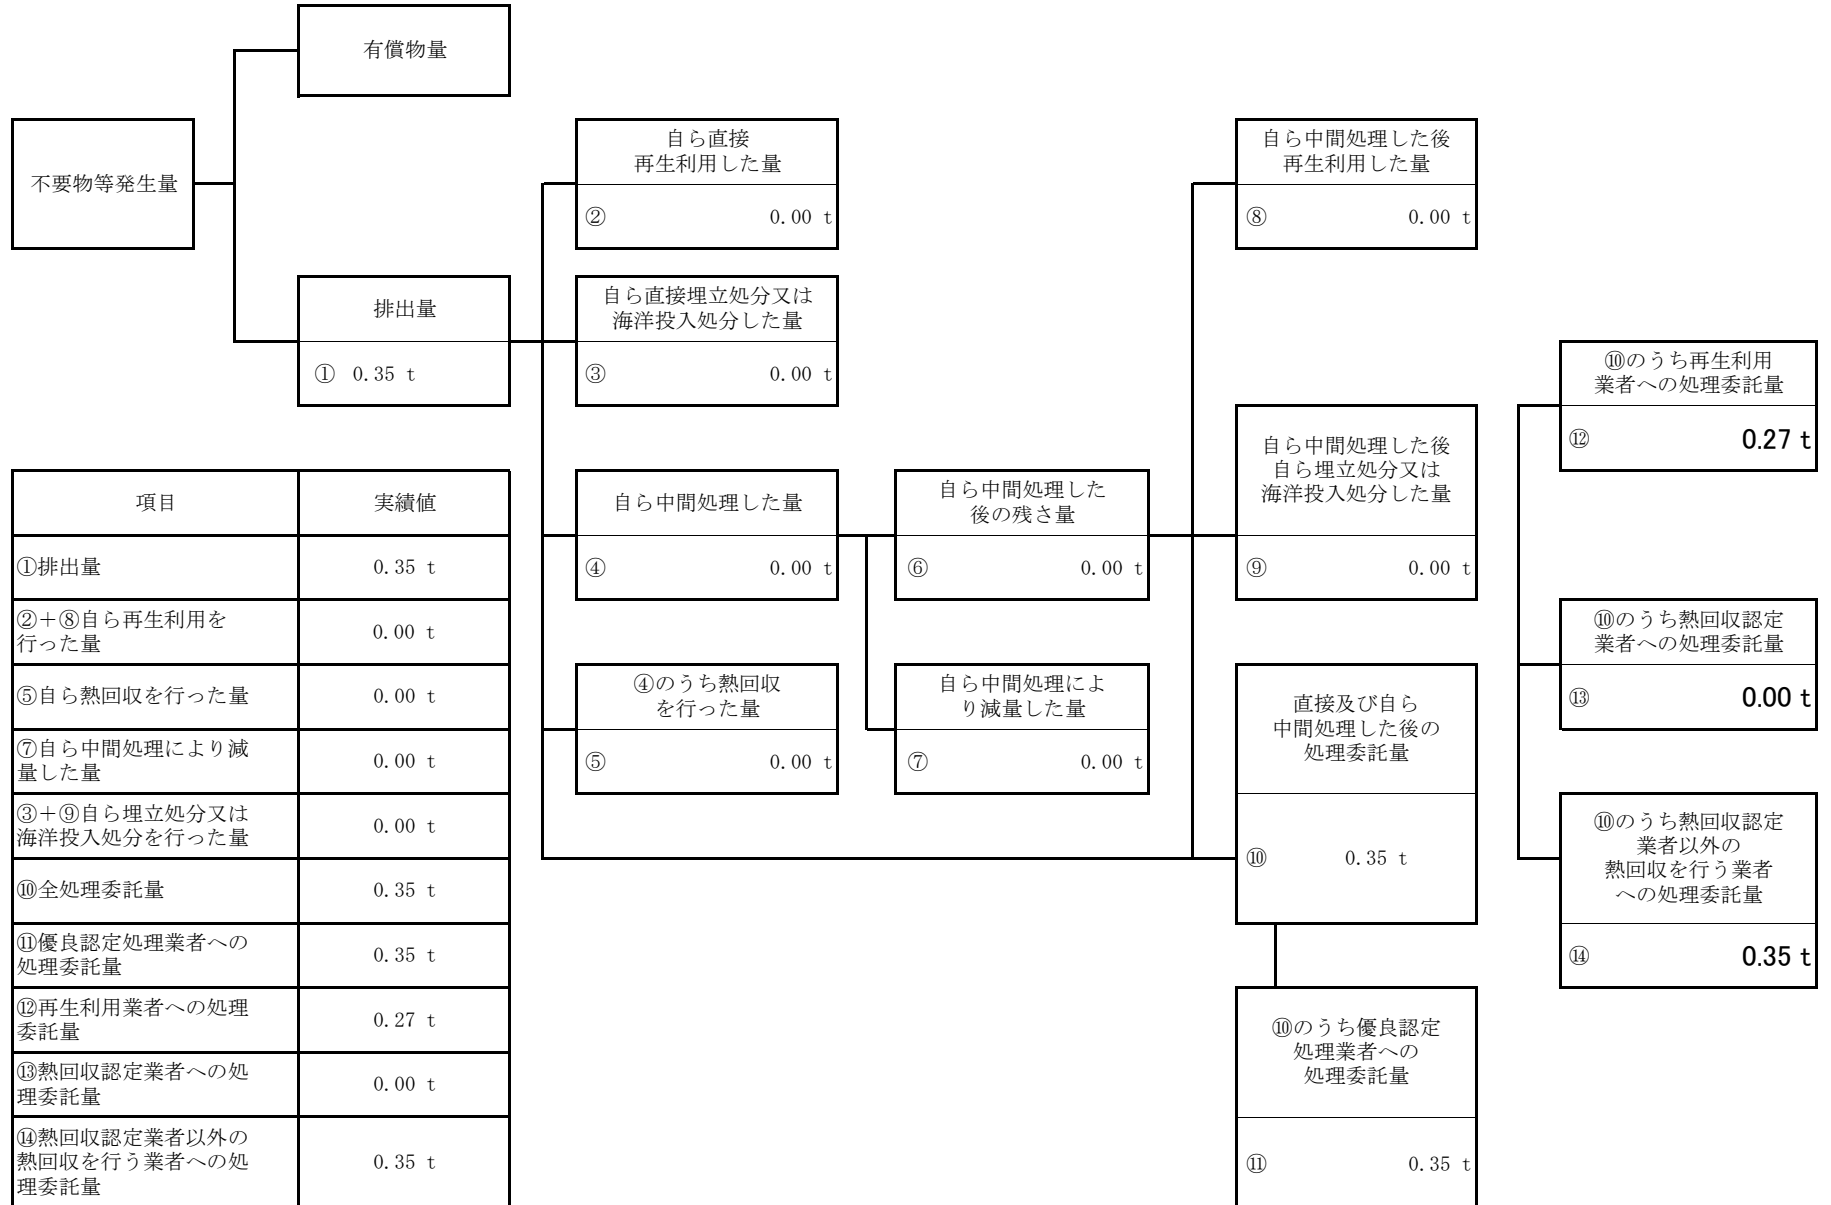 有償物量
不要物等発生量
自ら直接
再生利用した量
② 0.00 t
自ら中間処理した後
再生利用した量
⑧ 0.00 t
排出量
① 0.35 t
自ら直接埋立処分又は
海洋投入処分した量
③ 0.00 t
⑩のうち再生利用
業者への処理委託量
⑫ 0.27 t
自ら中間処理した量
④ 0.00 t
自ら中間処理した
後の残さ量
⑥ 0.00 t
自ら中間処理した後
自ら埋立処分又は
海洋投入処分した量
⑨ 0.00 t
⑩のうち熱回収認定
業者への処理委託量
⑬ 0.00 t
④のうち熱回収
を行った量
⑤ 0.00 t
自ら中間処理によ
り減量した量
⑦ 0.00 t
直接及び自ら
中間処理した後の
処理委託量
⑩ 0.35 t
⑩のうち熱回収認定
業者以外の
熱回収を行う業者
への処理委託量
⑭ 0.35 t
⑩のうち優良認定
処理業者への
処理委託量
⑪ 0.35 t
項目 実績値
①排出量 0.35 t
②＋⑧自ら再生利用を
行った量 0.00 t
⑤自ら熱回収を行った量 0.00 t
⑦自ら中間処理により減
量した量 0.00 t
③＋⑨自ら埋立処分又は
海洋投入処分を行った量 0.00 t
⑩全処理委託量 0.35 t
⑪優良認定処理業者への
処理委託量 0.35 t
⑫再生利用業者への処理
委託量 0.27 t
⑬熱回収認定業者への処
理委託量 0.00 t
⑭熱回収認定業者以外の
熱回収を行う業者への処
理委託量 0.35 t